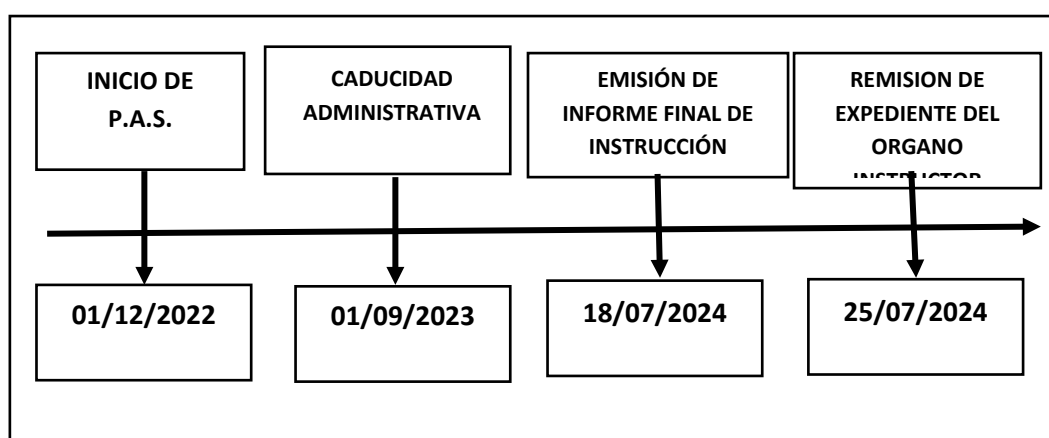 INICIO DE
P.A.S.
CADUCIDAD
ADMINISTRATIVA
EMISIÓN DE
INFORME FINAL DE
INSTRUCCIÓN
REMISION DE
EXPEDIENTE DEL
ORGANO
INSTRUCTOR
01/12/2022
01/09/2023
18/07/2024
25/07/2024